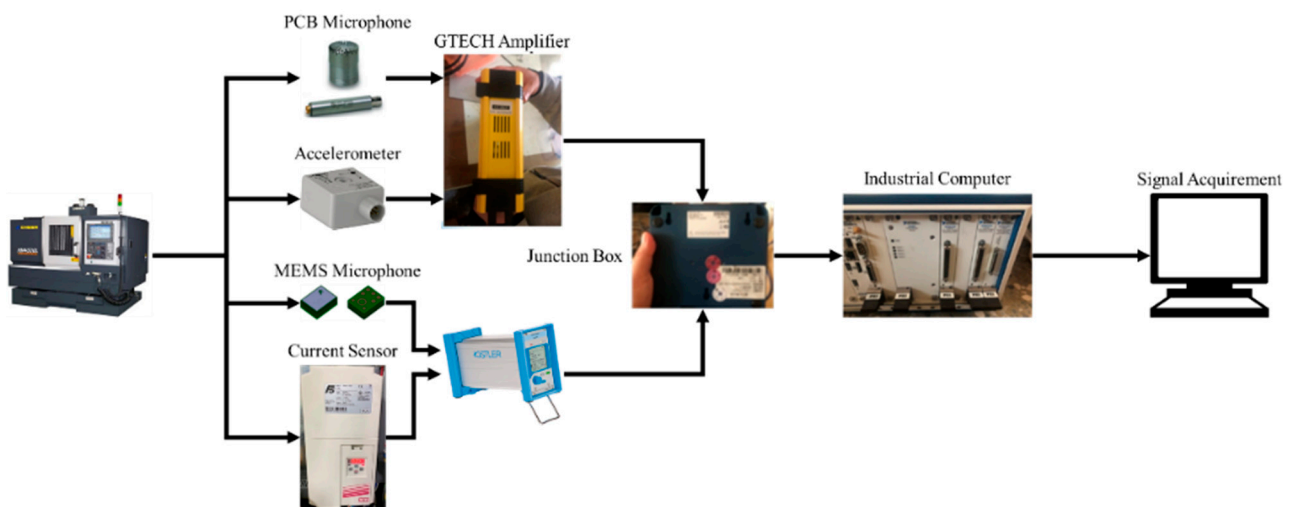 PCB Microphone
GTECH Amplifier
Accelerometer
Industrial Computer
Signal Acquirement
Junction Box
MEMS Microphone
Current Sensor
KISTLER